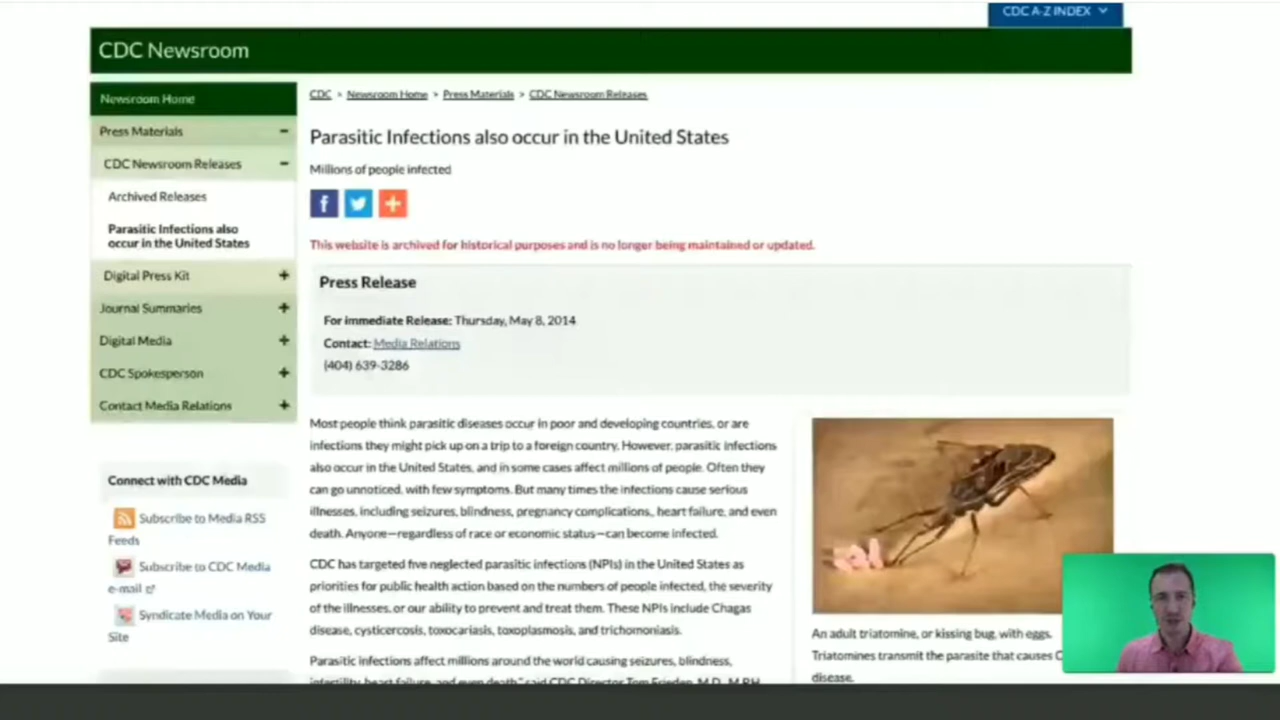 CDC A-Z INDEX
CDC Newsroom
Newsroom Home
Press Materials
CDC Newsroom Releases
Archived Releases
Parasitic Infections also
occur in the United States
Digital Press Kit
Journal Summaries
Digital Media
CDC Spokesperson
Contact Media Relations
Connect with CDC Media
Subscribe to Media RSS
Feeds
Subscribe to CDC Media
e-mail
Syndicate Media on Your
Site
CDC > Newsroom Home > Press Materials > CDC Newsroom Releases
Parasitic Infections also occur in the United States
Millions of people infected
This website is archived for historical purposes and is no longer being maintained or updated.
Press Release
For immediate Release: Thursday, May 8, 2014
Contact: Media Relations
(404) 639-3286
Most people think parasitic diseases occur in poor and developing countries, or are
infections they might pick up on a trip to a foreign country. However, parasitic infections
also occur in the United States, and in some cases affect millions of people. Often they
can go unnoticed, with few symptoms. But many times the infections cause serious
illnesses, including seizures, blindness, pregnancy complications, heart failure, and even
death. Anyone—regardless of race or economic status—can become infected.
CDC has targeted five neglected parasitic infections (NPIs) in the United States as
priorities for public health action based on the numbers of people infected, the severity
of the illnesses, or our ability to prevent and treat them. These NPIs include Chagas
disease, cysticercosis, toxocariasis, toxoplasmosis, and trichomoniasis.
Parasitic infections affect millions around the world causing seizures, blindness,
infertility, heart failure, and even death," said CDC Director Tom Frieden, M.D., M.P.H.
An adult triatomine, or kissing bug, with eggs.
Triatomines transmit the parasite that causes C
disease.